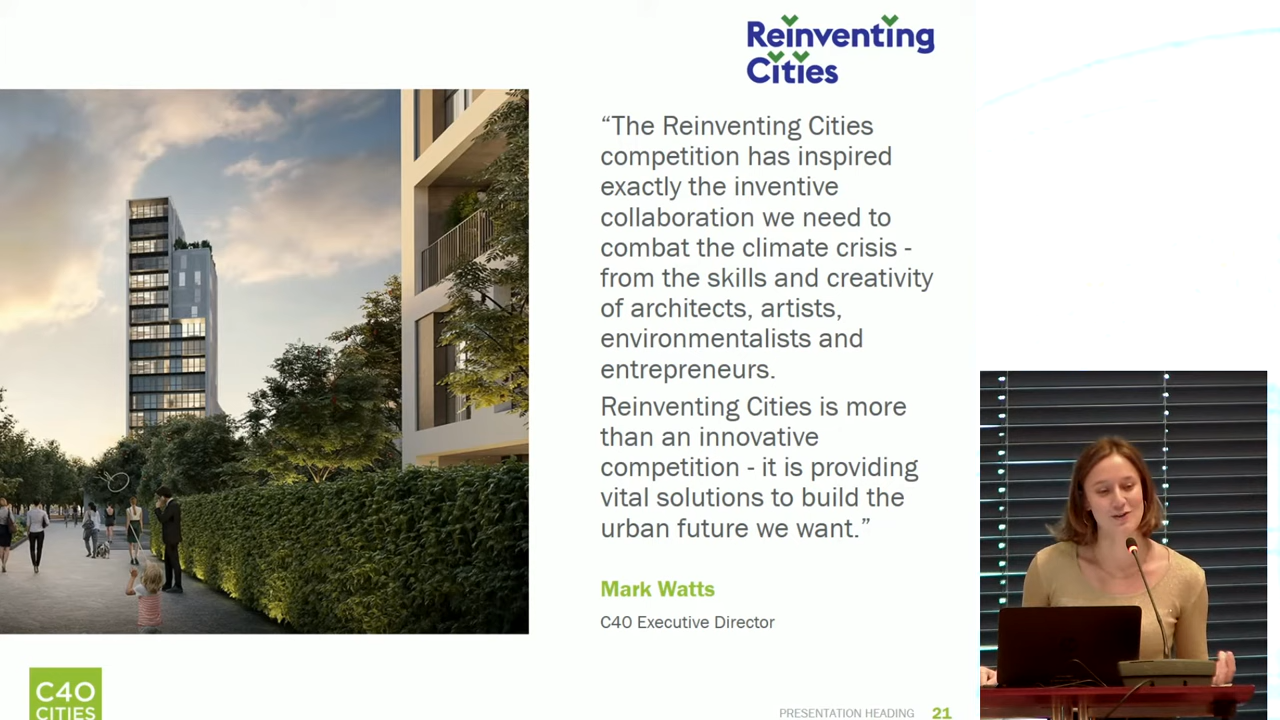 Reinventing
Cities
“The Reinventing Cities
competition has inspired
exactly the inventive
collaboration we need to
combat the climate crisis -
from the skills and creativity
of architects, artists,
environmentalists and
entrepreneurs.
Reinventing Cities is more
than an innovative
competition - it is providing
vital solutions to build the
urban future we want.”
Mark Watts
C40 Executive Director
C40
CITIES
PRESENTATION HEADING 21